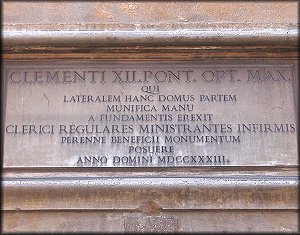 CLEMENTI XII. PONT. OPT. MAX.
QUI
LATERALEM HANC DOMUS PARTEM
MUNIFICA MANU
A FUNDAMENTIS EREXIT
CLERICI REGULARES MINISTRANTES INFIRMIS
PERENNE BENEFICII MONUMENTUM
POSUERE
ANNO DOMINI MDCCXXXIII.